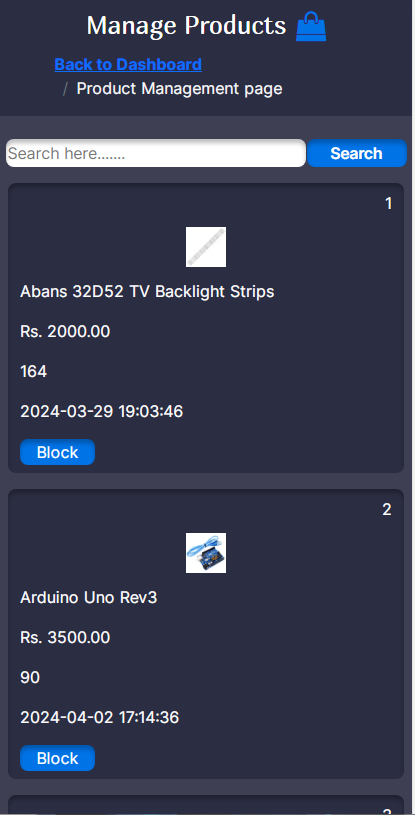 Manage Products
Back to Dashboard
/ Product Management page
Search here.......
Search
1
Abans 32D52 TV Backlight Strips
Rs. 2000.00
164
2024-03-29 19:03:46
Block
2
Arduino Uno Rev3
Rs. 3500.00
90
2024-04-02 17:14:36
Block